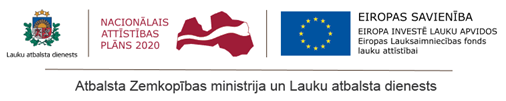 Lauku atbalsta dienests
NACIONĀLAIS
ATTĪSTĪBAS
PLĀNS 2020
EIROPAS SAVIENĪBA
EIROPA INVESTĒ LAUKU APVIDOS
Eiropas Lauksaimniecības fonds
lauku attīstībai
Atbalsta Zemkopības ministrija un Lauku atbalsta dienests